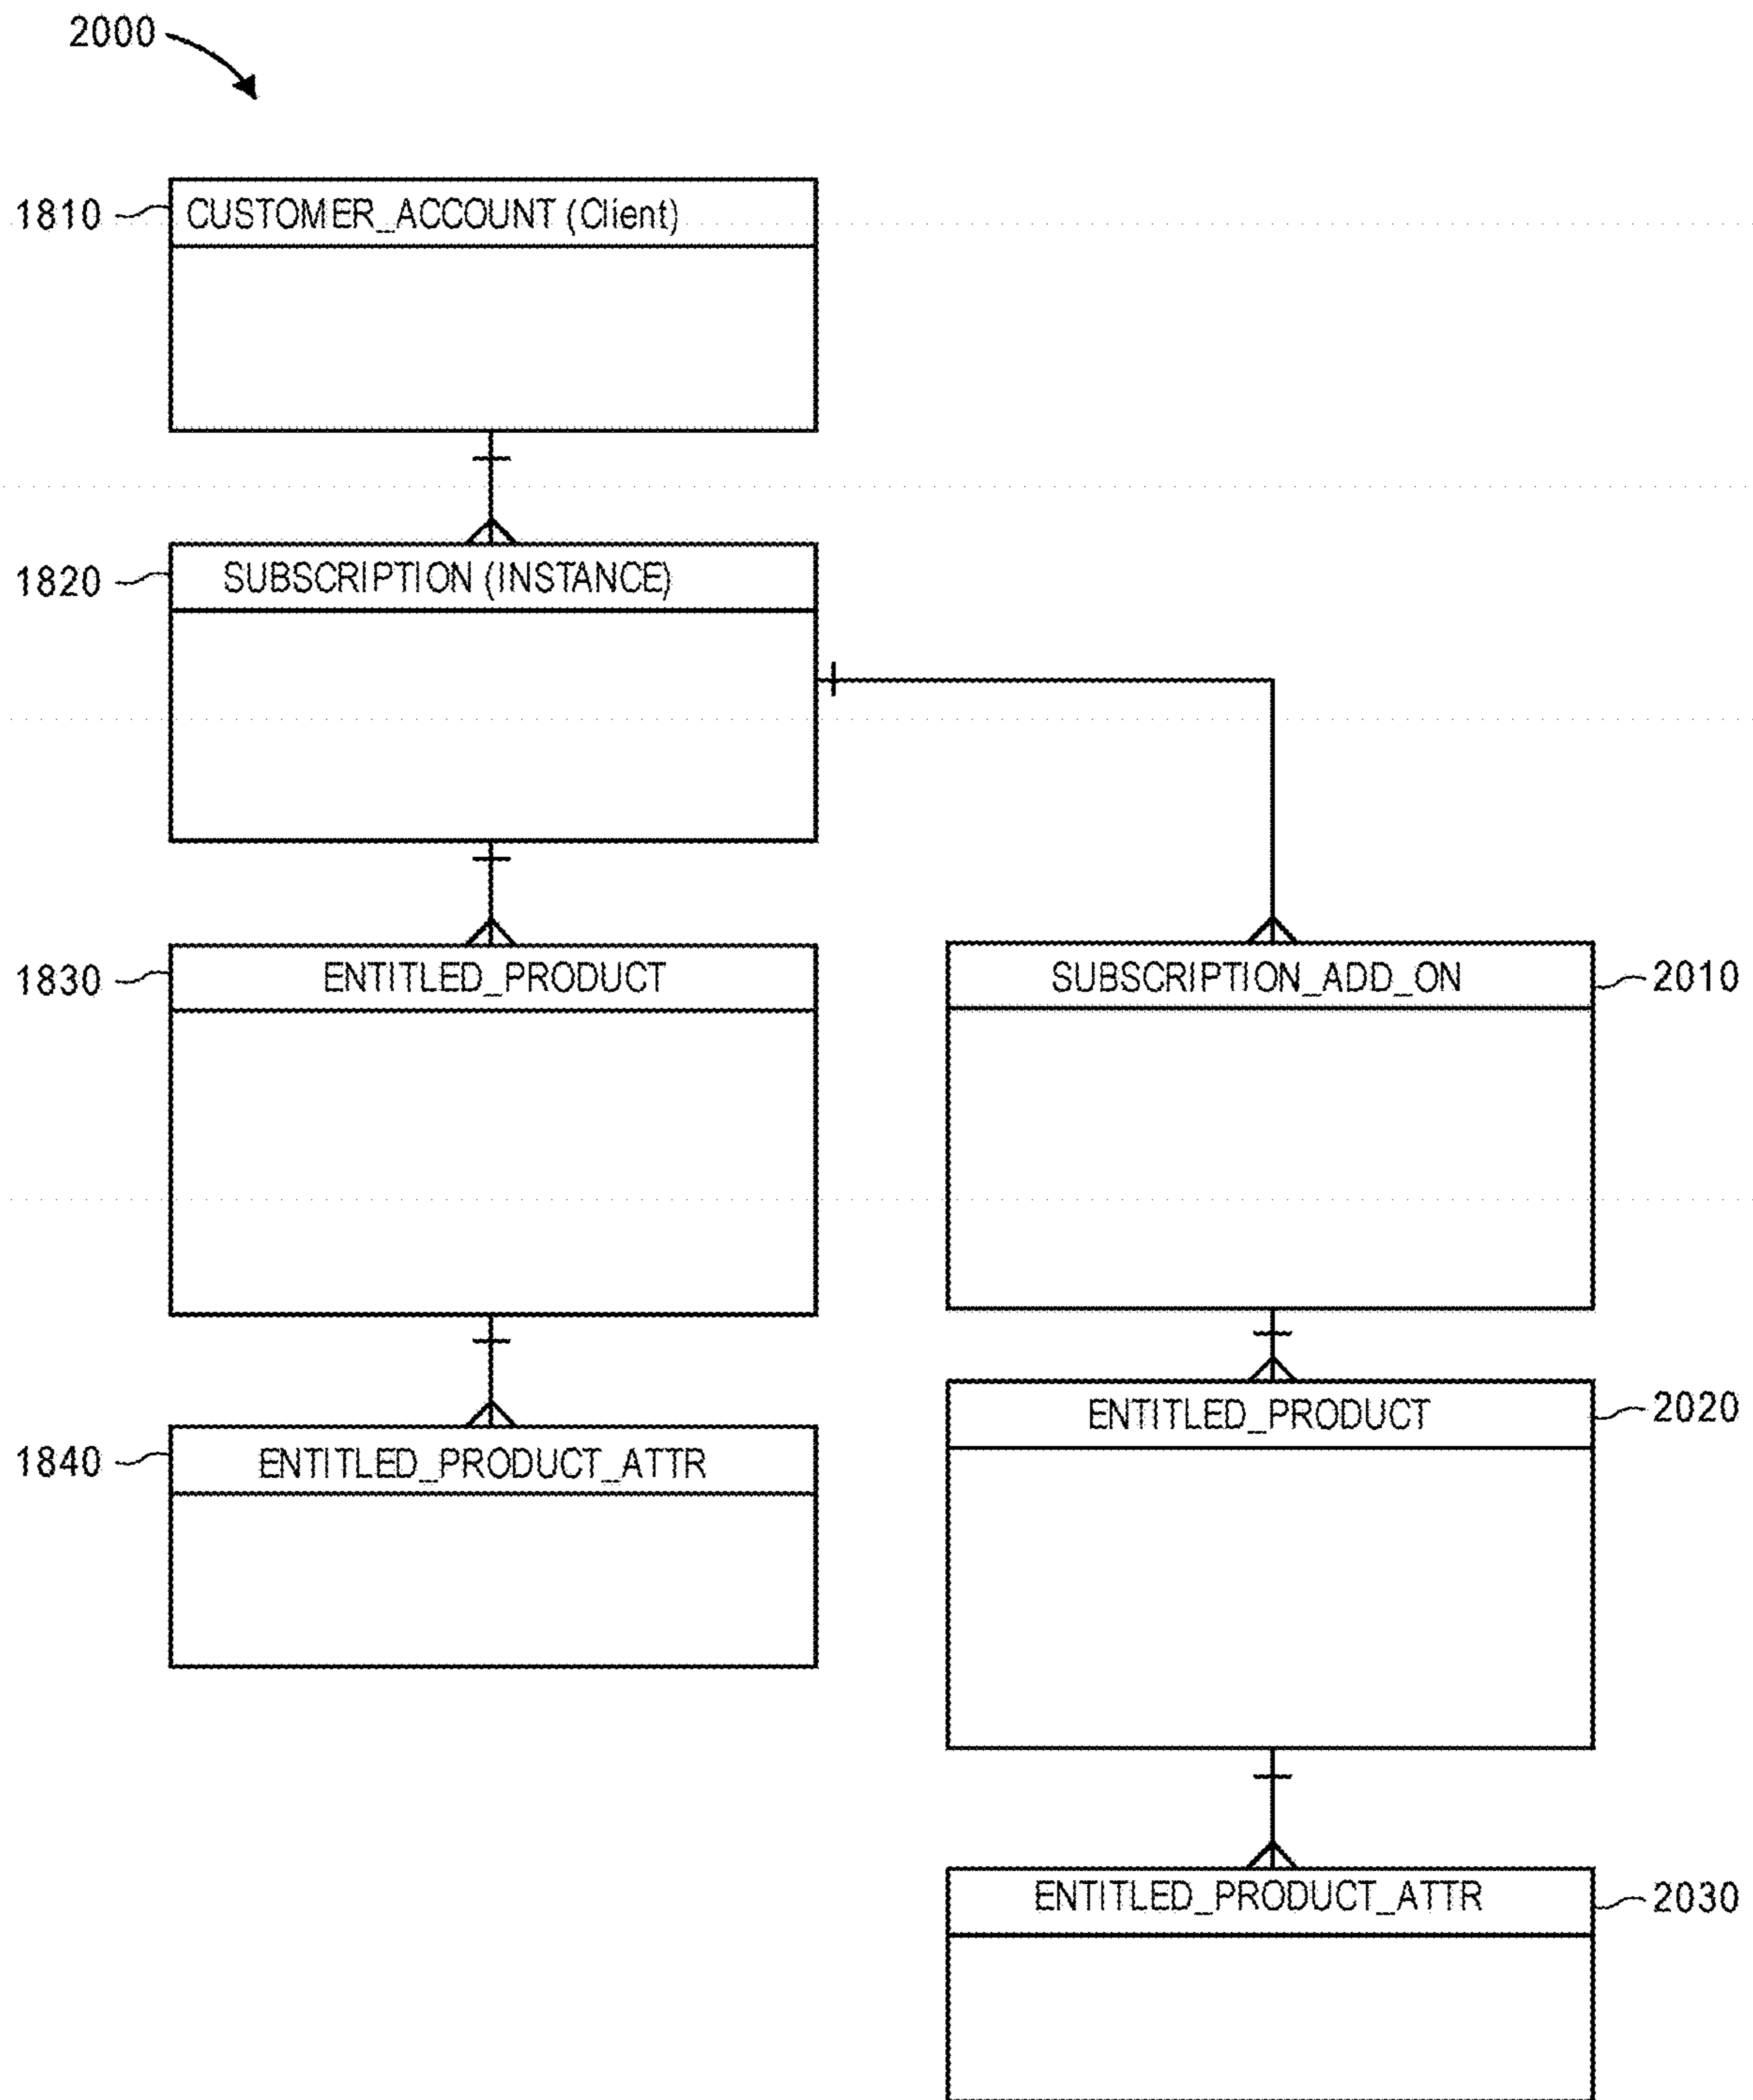 2000
1810
CUSTOMER_ACCOUNT (Client)
1820
SUBSCRIPTION (INSTANCE)
1830
ENTITLED_PRODUCT
SUBSCRIPTION_ADD_ON
2010
ENTITLED_PRODUCT
2020
1840
ENTITLED_PRODUCT_ATTR
ENTITLED_PRODUCT_ATTR
2030